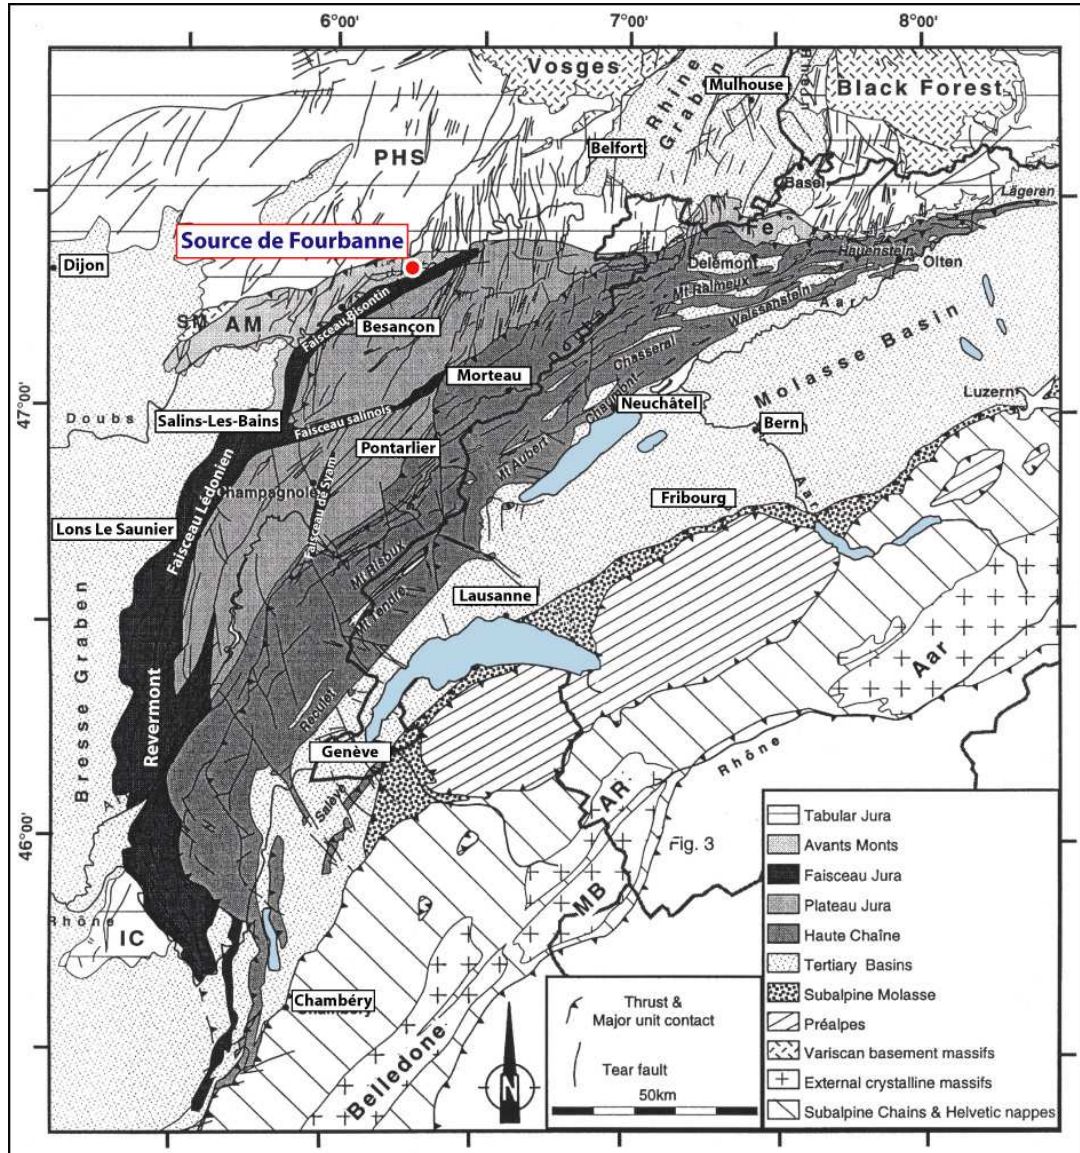 6°00'
7°00'
8°00'
Vosges
Rhine
Graben
Mulhouse
Black Forest
Belfort
PHS
Basel
Lägeren
Source de Fourbanne
Fe
Dijon
Delémont
Hauenstein
Olten
Mt Raimeux
SM
AM
Faisceau Bisontin
Besançon
Doubs
Weissenstein
Aar
Chasseral
Molasse Basin
Morteau
Chaumont
Neuchâtel
Luzern
47°00'
Doubs
Salins-Les-Bains
Faisceau salinois
Bern
Pontarlier
Mt Aubert
Champagnole
Faisceau de Syam
Fribourg
Aar
Lons Le Saunier
Faisceau Lédonien
Mt Risoux
Mt Tendre
Lausanne
Bresse Graben
Revermont
Aar
Reculet
Genève
Rhône
Salève
AR
46°00'
Fig. 3
MB
Rhône
IC
Chambéry
Belledone
N
Thrust &
Major unit contact
Tear fault
50km
Tabular Jura
Avants Monts
Faisceau Jura
Plateau Jura
Haute Chaîne
Tertiary Basins
Subalpine Molasse
Préalpes
Variscan basement massifs
External crystalline massifs
Subalpine Chains & Helvetic nappes